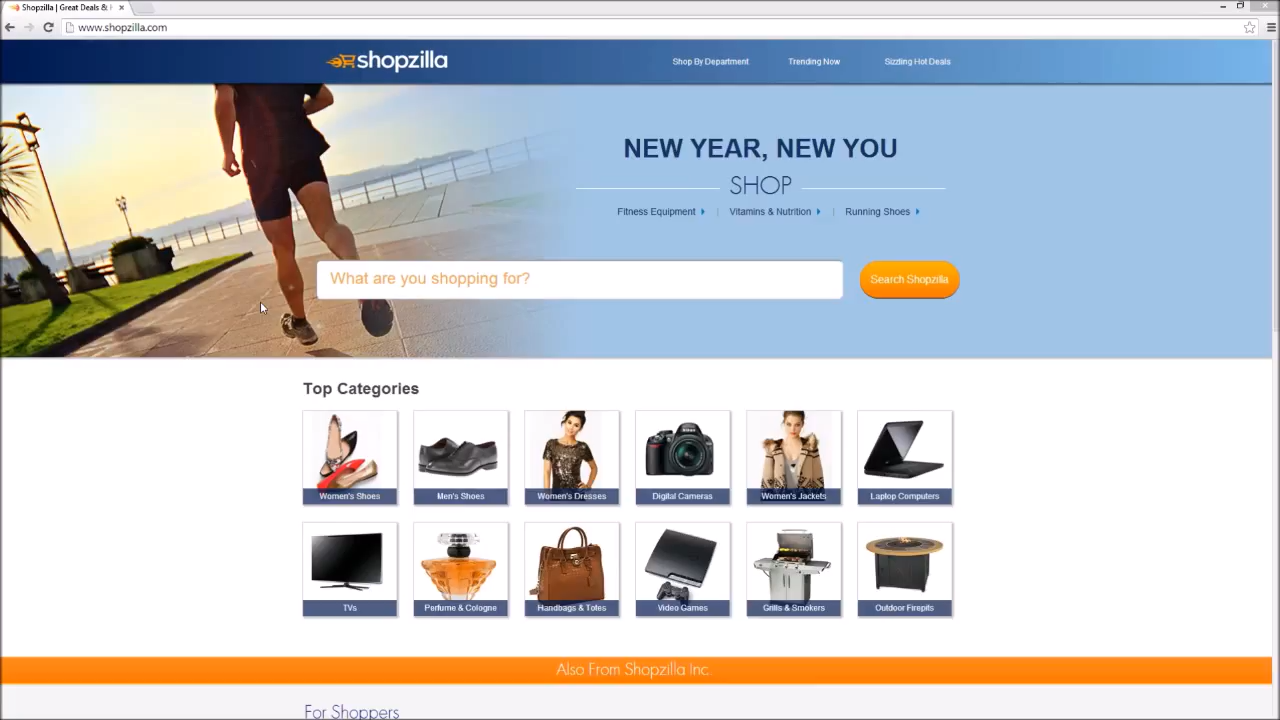 Shopzilla | Great Deals &
www.shopzilla.com
shopzilla
Shop By Department
Trending Now
Sizzling Hot Deals
NEW YEAR, NEW YOU
SHOP
Fitness Equipment | Vitamins & Nutrition | Running Shoes
What are you shopping for?
Search Shopzilla
Top Categories
Women's Shoes
Men's Shoes
Women's Dresses
Digital Cameras
Women's Jackets
Laptop Computers
TVs
Perfume & Cologne
Handbags & Totes
Video Games
Grills & Smokers
Outdoor Firepits
Also From Shopzilla Inc.
For Shoppers